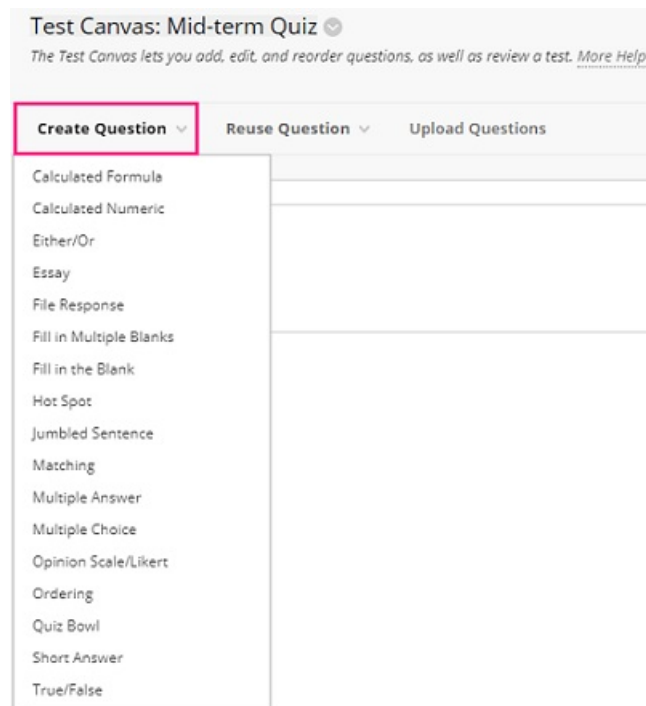 Test Canvas: Mid-term Quiz
The Test Canvas lets you add, edit, and reorder questions, as well as review a test. More Help
Create Question Reuse Question Upload Questions
Calculated Formula
Calculated Numeric
Either/Or
Essay
File Response
Fill in Multiple Blanks
Fill in the Blank
Hot Spot
Jumbled Sentence
Matching
Multiple Answer
Multiple Choice
Opinion Scale/Likert
Ordering
Quiz Bowl
Short Answer
True/False